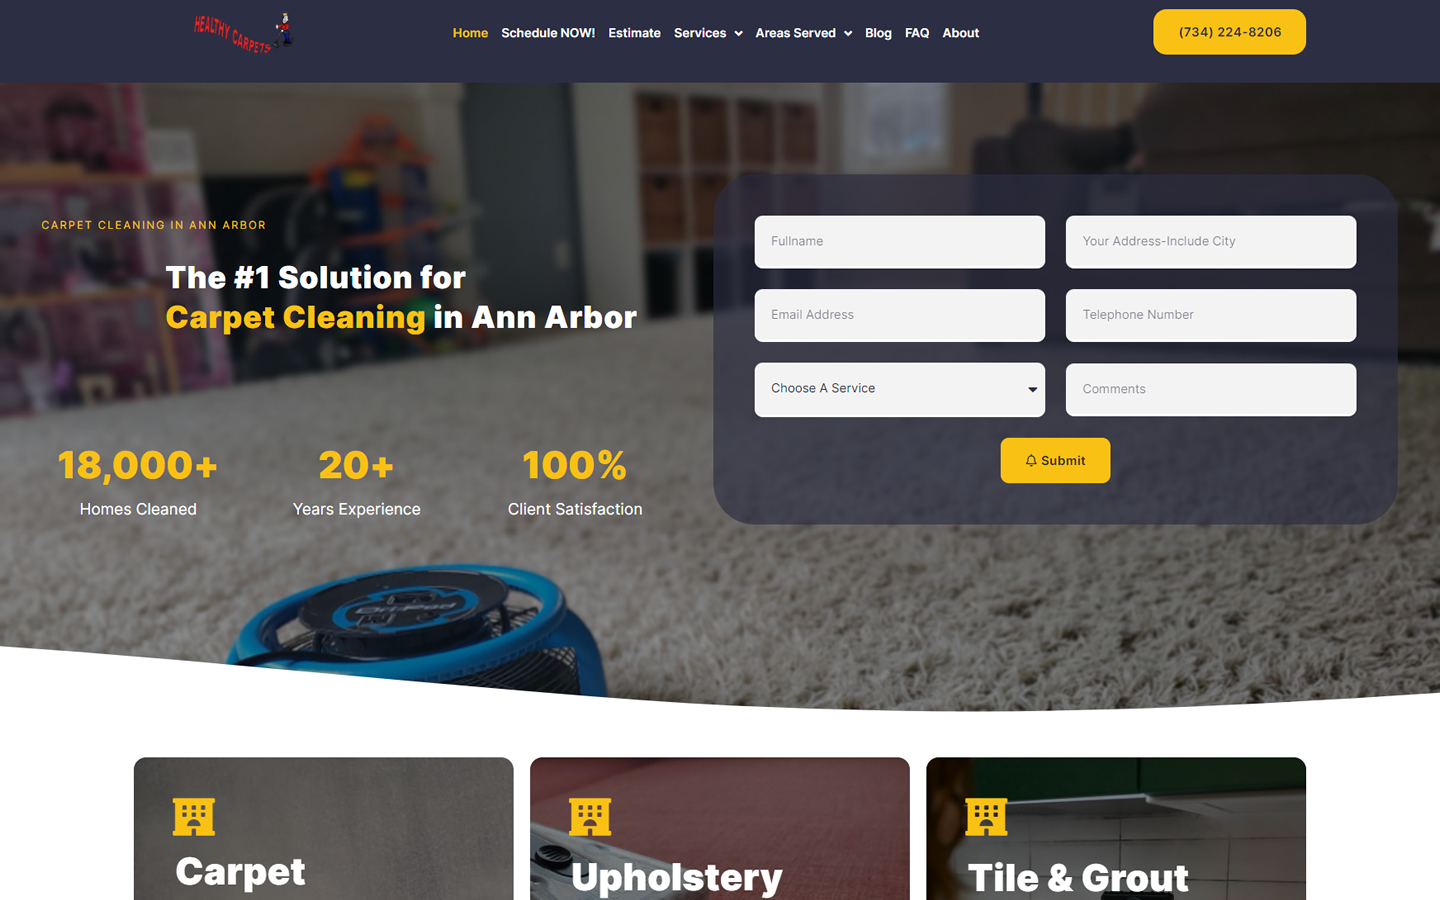 HEALTHY CARPETS
Home Schedule NOW! Estimate Services Areas Served Blog FAQ About
(734) 224-8206
CARPET CLEANING IN ANN ARBOR
The #1 Solution for
Carpet Cleaning in Ann Arbor
18,000+ 20+ 100%
Homes Cleaned Years Experience Client Satisfaction
Fullname Your Address-Include City
Email Address Telephone Number
Choose A Service Comments
Submit
Dri-Pod
Carpet Upholstery Tile & Grout